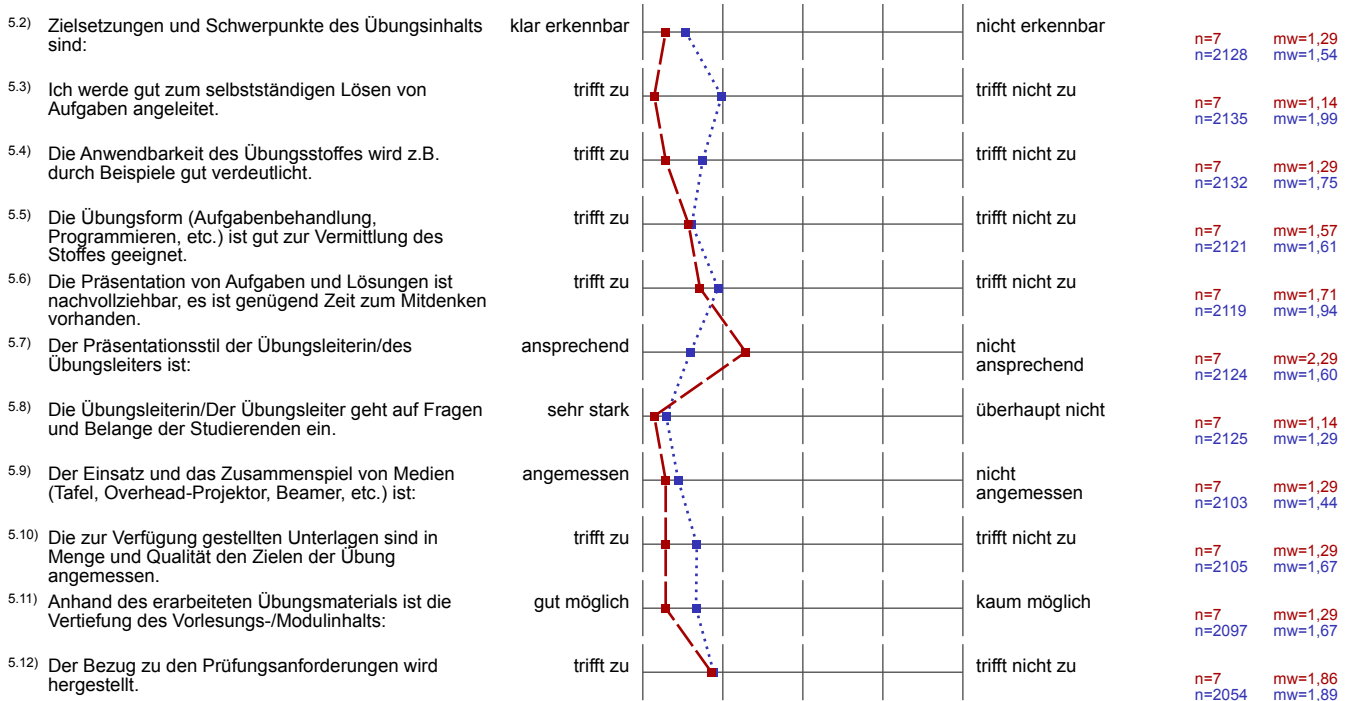 5.2) Zielsetzungen und Schwerpunkte des Übungsinhalts
sind:
klar erkennbar
nicht erkennbar
n=7 mw=1,29
n=2128 mw=1,54
5.3) Ich werde gut zum selbstständigen Lösen von
Aufgaben angeleitet.
trifft zu
trifft nicht zu
n=7 mw=1,14
n=2135 mw=1,99
5.4) Die Anwendbarkeit des Übungsstoffes wird z.B.
durch Beispiele gut verdeutlicht.
trifft zu
trifft nicht zu
n=7 mw=1,29
n=2132 mw=1,75
5.5) Die Übungsform (Aufgabenbehandlung,
Programmieren, etc.) ist gut zur Vermittlung des
Stoffes geeignet.
trifft zu
trifft nicht zu
n=7 mw=1,57
n=2121 mw=1,61
5.6) Die Präsentation von Aufgaben und Lösungen ist
nachvollziehbar, es ist genügend Zeit zum Mitdenken
vorhanden.
trifft zu
trifft nicht zu
n=7 mw=1,71
n=2119 mw=1,94
5.7) Der Präsentationsstil der Übungsleiterin/des
Übungsleiters ist:
ansprechend
nicht
ansprechend
n=7 mw=2,29
n=2124 mw=1,60
5.8) Die Übungsleiterin/Der Übungsleiter geht auf Fragen
und Belange der Studierenden ein.
sehr stark
überhaupt nicht
n=7 mw=1,14
n=2125 mw=1,29
5.9) Der Einsatz und das Zusammenspiel von Medien
(Tafel, Overhead-Projektor, Beamer, etc.) ist:
angemessen
nicht
angemessen
n=7 mw=1,29
n=2103 mw=1,44
5.10) Die zur Verfügung gestellten Unterlagen sind in
Menge und Qualität den Zielen der Übung
angemessen.
trifft zu
trifft nicht zu
n=7 mw=1,29
n=2105 mw=1,67
5.11) Anhand des erarbeiteten Übungsmaterials ist die
Vertiefung des Vorlesungs-/Modulinhalts:
gut möglich
kaum möglich
n=7 mw=1,29
n=2097 mw=1,67
5.12) Der Bezug zu den Prüfungsanforderungen wird
hergestellt.
trifft zu
trifft nicht zu
n=7 mw=1,86
n=2054 mw=1,89